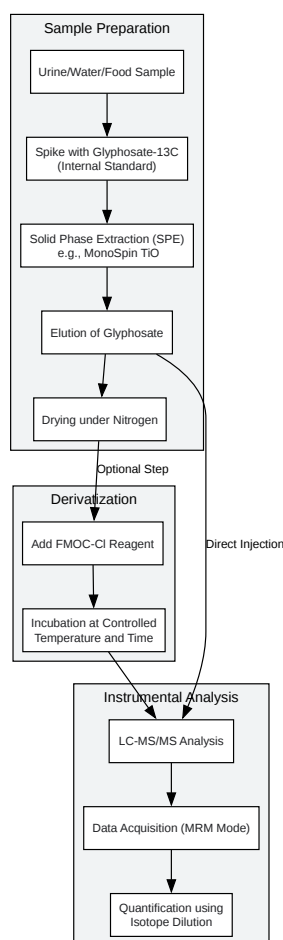 Sample Preparation
Urine/Water/Food Sample
Spike with Glyphosate-13C
(Internal Standard)
Solid Phase Extraction (SPE)
e.g., MonoSpin TiO
Elution of Glyphosate
Drying under Nitrogen
Optional Step
Derivatization
Add FMOC-Cl Reagent
Direct Injection
Incubation at Controlled
Temperature and Time
Instrumental Analysis
LC-MS/MS Analysis
Data Acquisition (MRM Mode)
Quantification using
Isotope Dilution